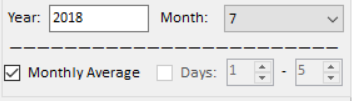 Year: 2018 Month: 7
Monthly Average Days: 1 - 5